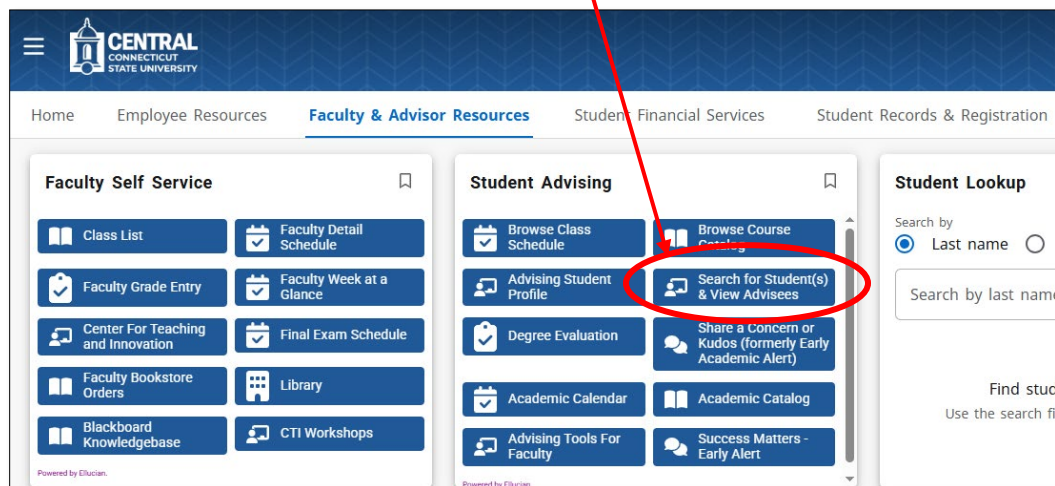 CENTRAL
CONNECTICUT
STATE UNIVERSITY
Home Employee Resources Faculty & Advisor Resources Student Financial Services Student Records & Registration
Faculty Self Service
Class List
Faculty Detail
Schedule
Faculty Grade Entry
Faculty Week at a
Glance
Center For Teaching
and Innovation
Final Exam Schedule
Faculty Bookstore
Orders
Library
Blackboard
Knowledgebase
CTI Workshops
Powered by Ellucian.
Student Advising
Browse Class
Schedule
Browse Course
Catalog
Advising Student
Profile
Search for Student(s)
& View Advisees
Degree Evaluation
Share a Concern or
Kudos (formerly Early
Academic Alert)
Academic Calendar
Academic Catalog
Advising Tools For
Faculty
Success Matters -
Early Alert
Powered by Ellucian.
Student Lookup
Search by
Last name
Search by last name
Find stud
Use the search fi